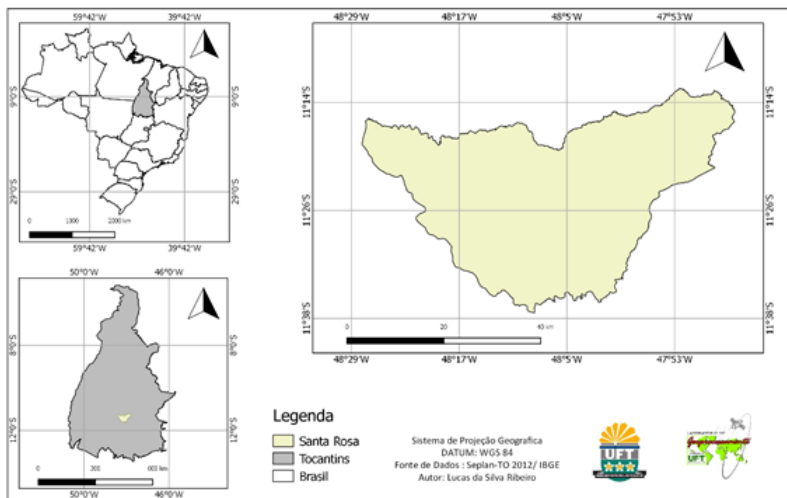 59°42'W 39°42'W
9°0'S 9°0'S
29°0'S 29°0'S
0 1300 2600 km
59°42'W 39°42'W
48°29'W 48°17'W 48°5'W 47°53'W
11°14'S 11°14'S
11°26'S 11°26'S
11°38'S 11°38'S
0 20 40 km
48°29'W 48°17'W 48°5'W 47°53'W
50°0'W 46°0'W
8°0'S 8°0'S
12°0'S 12°0'S
0 300 600 km
50°0'W 46°0'W
Legenda
Santa Rosa
Tocantins
Brasil
Sistema de Projeção Geografica
DATUM: WGS 84
Fonte de Dados : Seplan-TO 2012/ IBGE
Autor: Lucas da Silva Ribeiro
UFT
Geoprocessamento
UFT